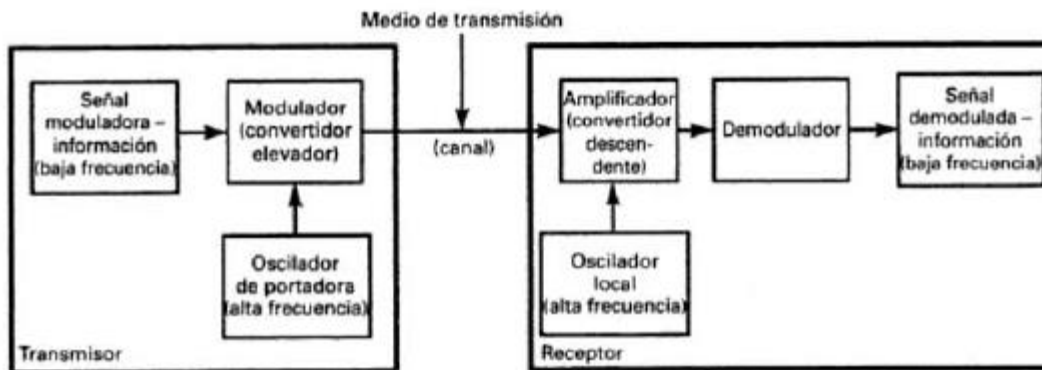 Medio de transmisión
Señal
moduladora –
información
(baja frecuencia)
Modulador
(convertidor
elevador)
(canal)
Amplificador
(convertidor
descen-
dente)
Demodulador
Señal
demodulada –
información
(baja frecuencia)
Oscilador
de portadora
(alta frecuencia)
Oscilador
local
(alta frecuencia)
Transmisor
Receptor